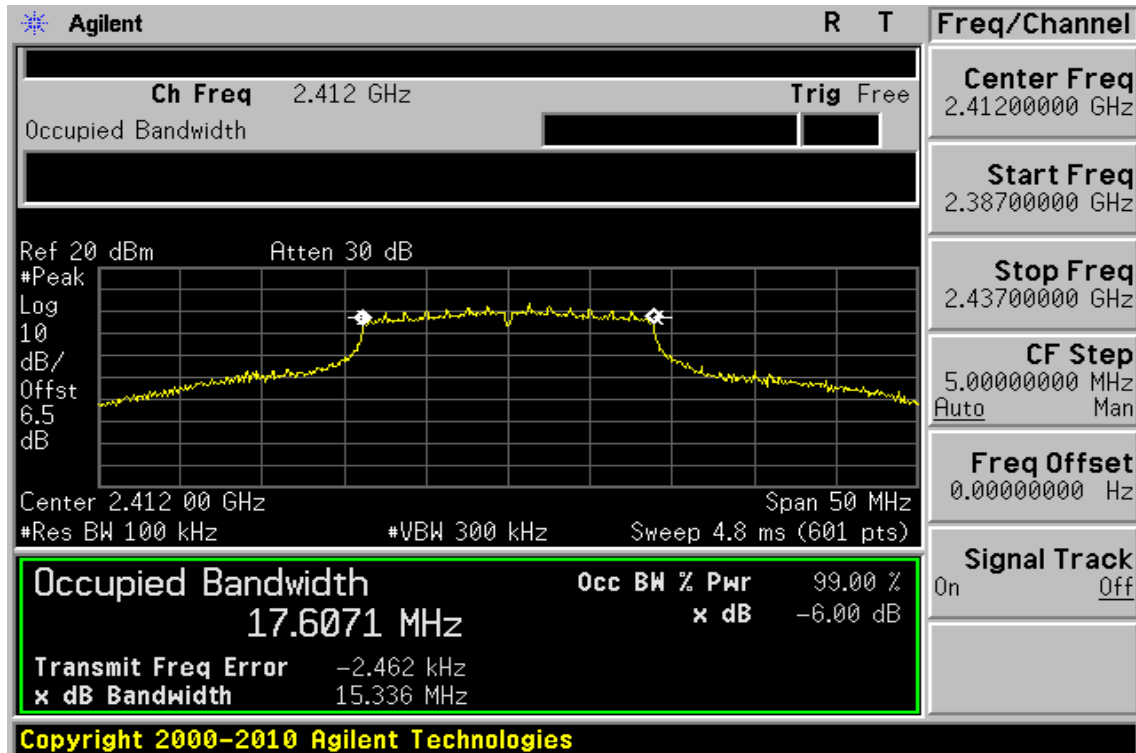 Agilent R T
Ch Freq 2.412 GHz Trig Free
Occupied Bandwidth
Ref 20 dBm Atten 30 dB
#Peak
Log
10
dB/
Offst
6.5
dB
Center 2.412 00 GHz Span 50 MHz
#Res BW 100 kHz #VBW 300 kHz Sweep 4.8 ms (601 pts)
Occupied Bandwidth
17.6071 MHz
Occ BW % Pwr 99.00 %
x dB -6.00 dB
Transmit Freq Error -2.462 kHz
x dB Bandwidth 15.336 MHz
Copyright 2000-2010 Agilent Technologies
Freq/Channel
Center Freq
2.41200000 GHz
Start Freq
2.38700000 GHz
Stop Freq
2.43700000 GHz
CF Step
5.00000000 MHz
Auto Man
Freq Offset
0.00000000 Hz
Signal Track
On Off